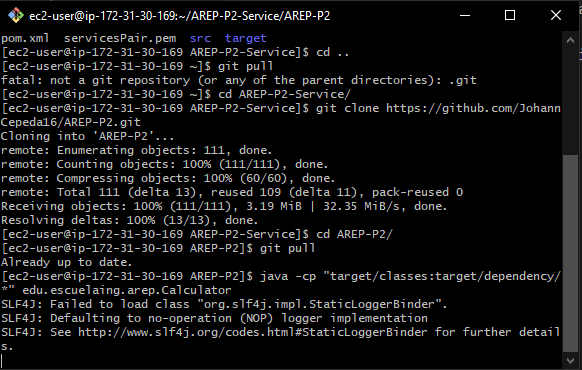 ec2-user@ip-172-31-30-169:~/AREP-P2-Service/AREP-P2
pom.xml  servicesPair.pem  src  target
[ec2-user@ip-172-31-30-169 AREP-P2-Service]$ cd ..
[ec2-user@ip-172-31-30-169 ~]$ git pull
fatal: not a git repository (or any of the parent directories): .git
[ec2-user@ip-172-31-30-169 ~]$ cd AREP-P2-Service/
[ec2-user@ip-172-31-30-169 AREP-P2-Service]$ git clone https://github.com/Johann
Cepeda16/AREP-P2.git
Cloning into 'AREP-P2'...
remote: Enumerating objects: 111, done.
remote: Counting objects: 100% (111/111), done.
remote: Compressing objects: 100% (60/60), done.
remote: Total 111 (delta 13), reused 109 (delta 11), pack-reused 0
Receiving objects: 100% (111/111), 3.19 MiB | 32.35 MiB/s, done.
Resolving deltas: 100% (13/13), done.
[ec2-user@ip-172-31-30-169 AREP-P2-Service]$ cd AREP-P2/
[ec2-user@ip-172-31-30-169 AREP-P2]$ git pull
Already up to date.
[ec2-user@ip-172-31-30-169 AREP-P2]$ java -cp "target/classes:target/dependency/
*" edu.escuelaing.arep.Calculator
SLF4J: Failed to load class "org.slf4j.impl.StaticLoggerBinder".
SLF4J: Defaulting to no-operation (NOP) logger implementation
SLF4J: See http://www.slf4j.org/codes.html#StaticLoggerBinder for further detail
s.